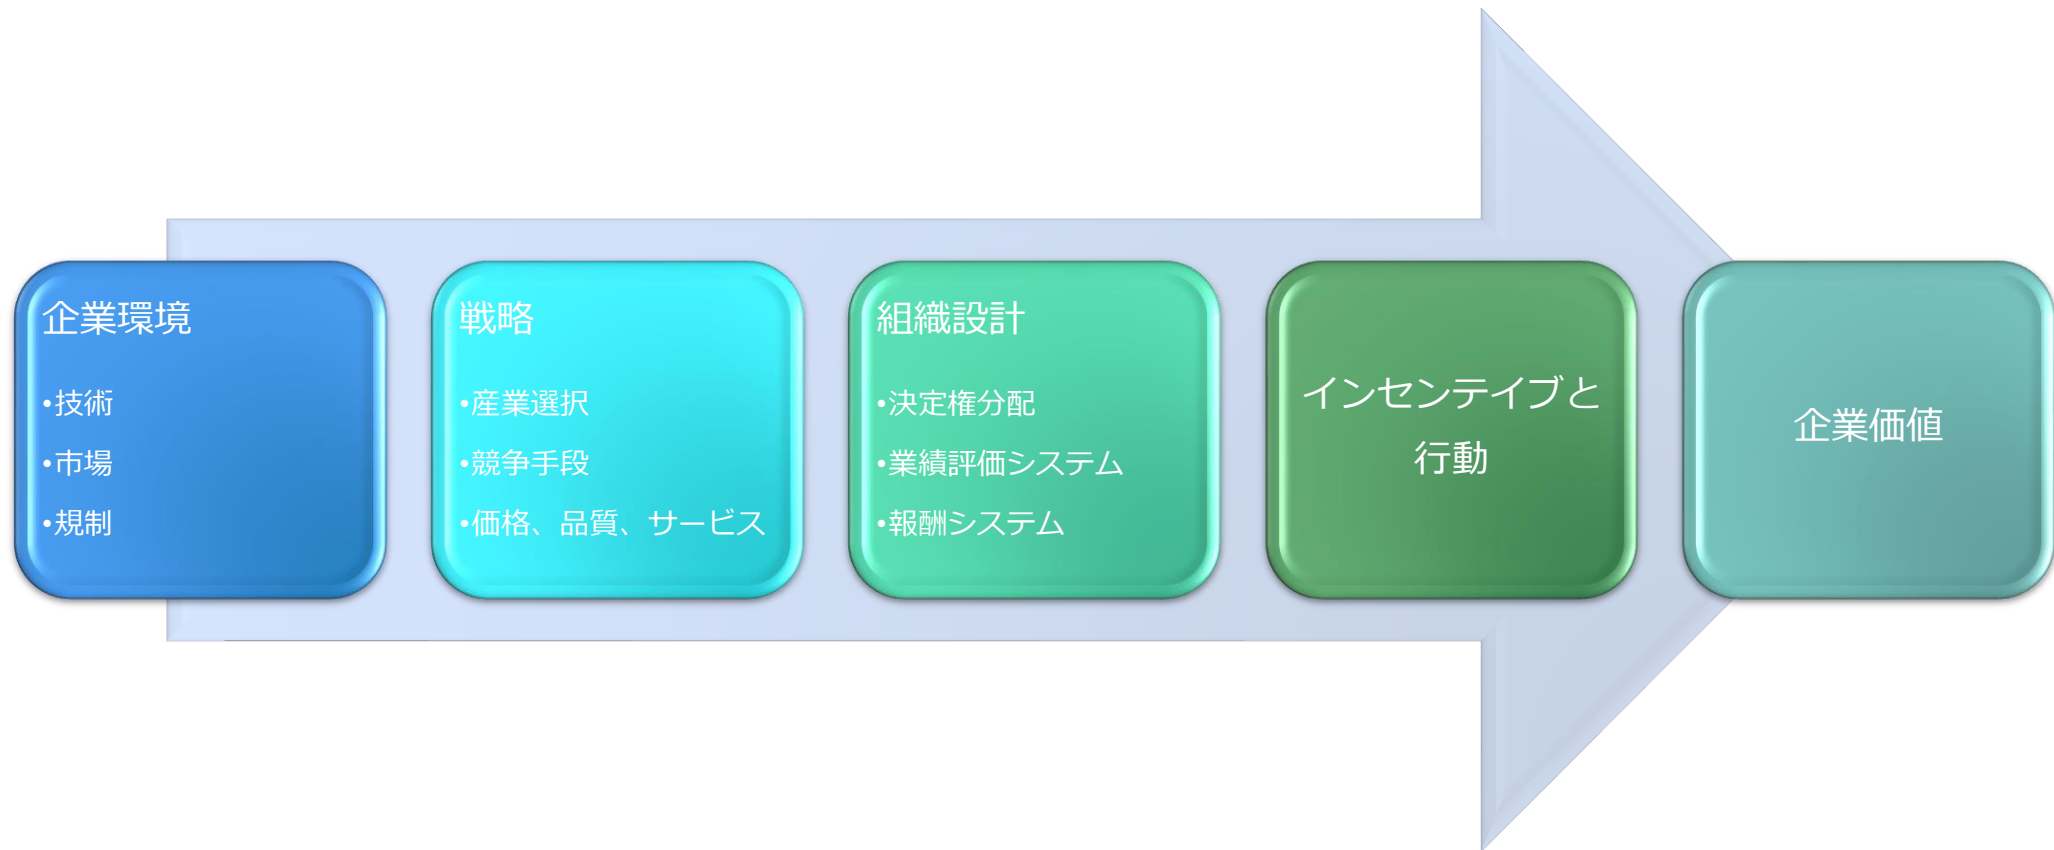 企業環境
•技術
•市場
•規制
戦略
•産業選択
•競争手段
•価格、品質、サービス
組織設計
•決定権分配
•業績評価システム
•報酬システム
インセンテイブと
行動
企業価値